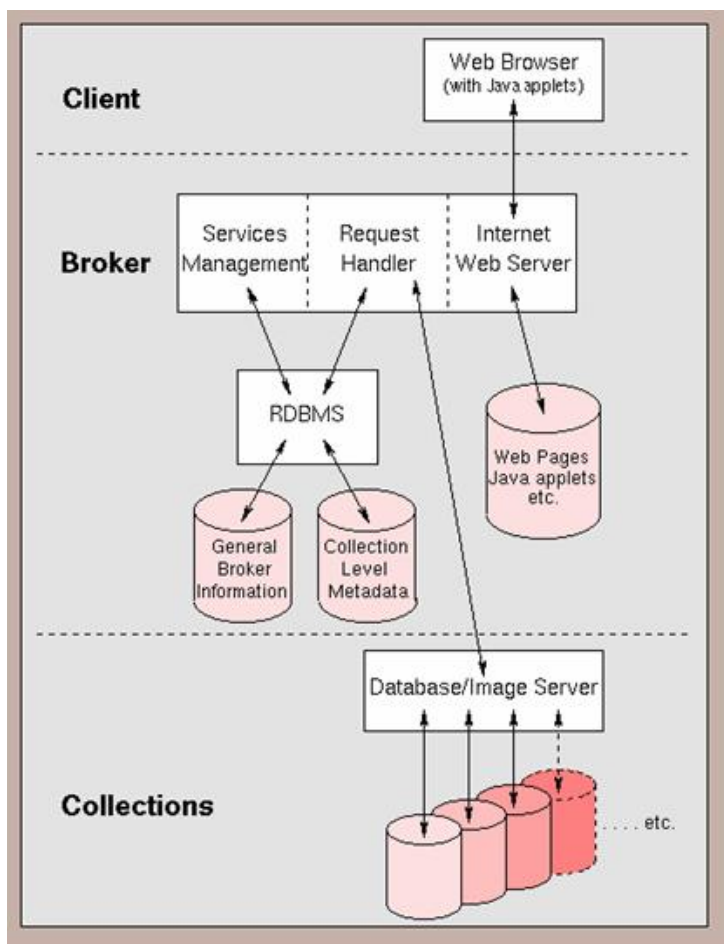 Web Browser
(with Java applets)
Client
Services
Management
Request
Handler
Internet
Web Server
Broker
RDBMS
Web Pages
Java applets
etc.
General
Broker
Information
Collection
Level
Metadata
Database/Image Server
Collections
. . . . etc.